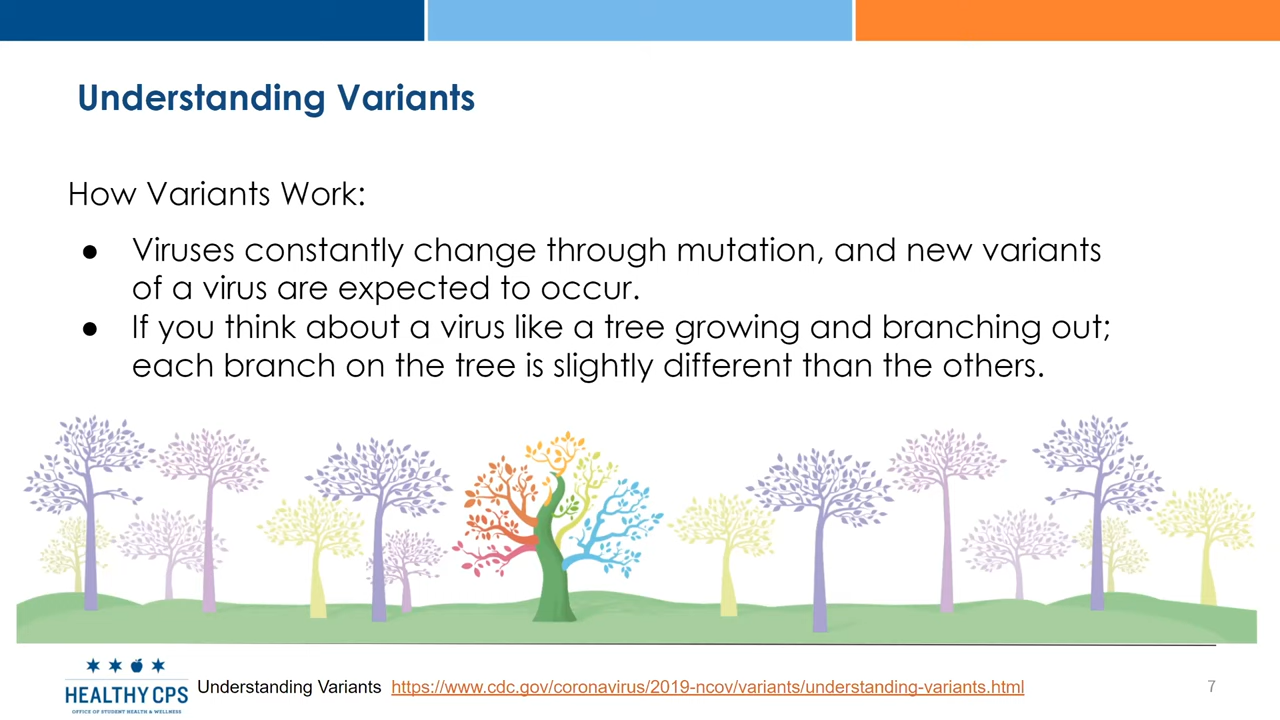 Understanding Variants
How Variants Work:
● Viruses constantly change through mutation, and new variants
of a virus are expected to occur.
● If you think about a virus like a tree growing and branching out;
each branch on the tree is slightly different than the others.
HEALTHY CPS
OFFICE OF STUDENT HEALTH & WELLNESS
Understanding Variants https://www.cdc.gov/coronavirus/2019-ncov/variants/understanding-variants.html
7